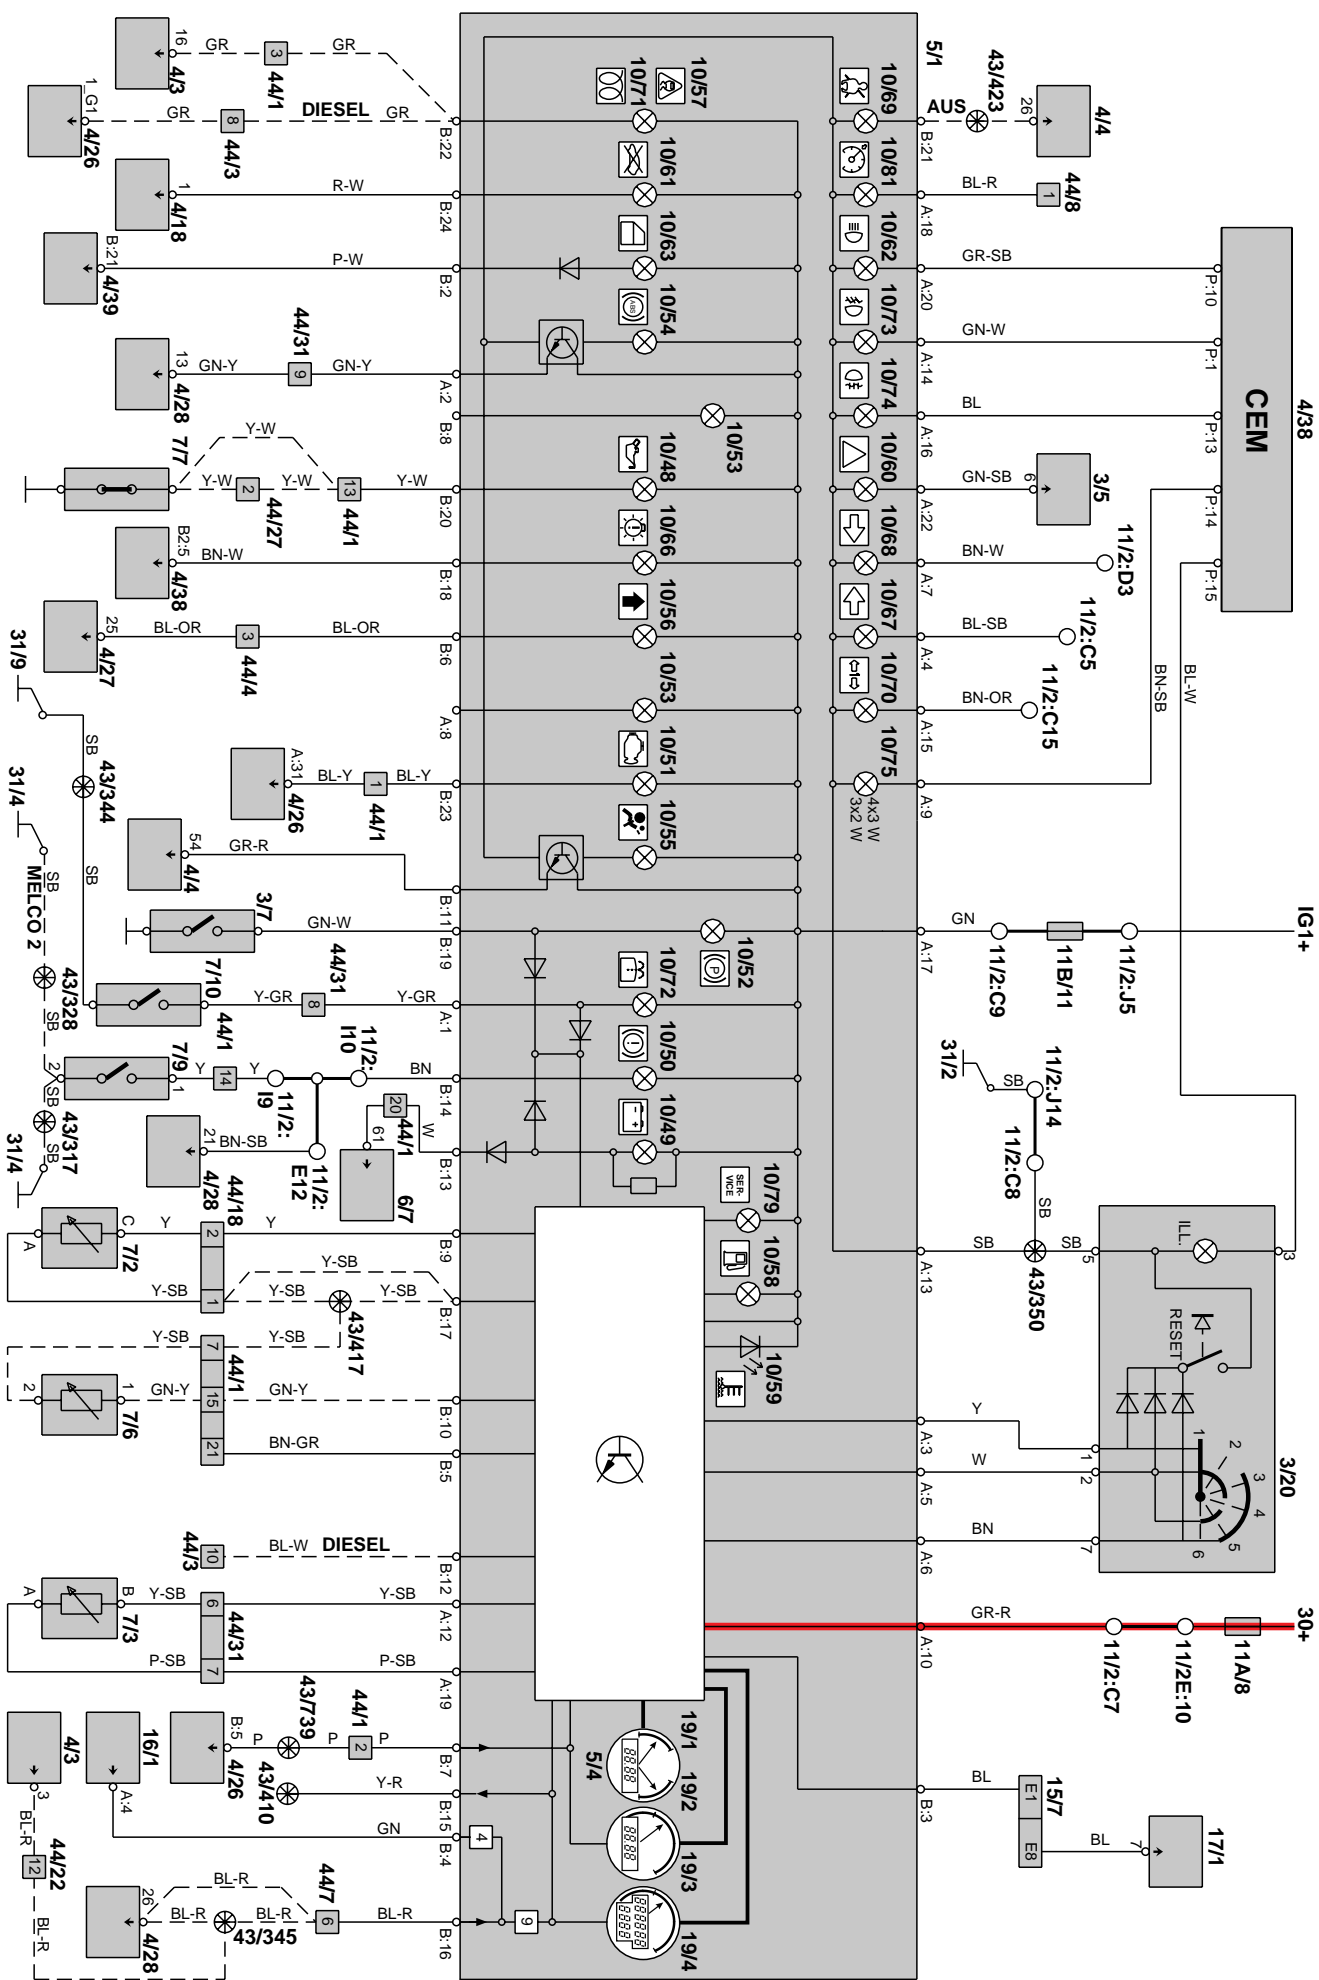 IG1+
30+
4/38
CEM
P:10
P:1
P:13
P:14
P:15
4/4
26
43/423
AUS
B:21
5/1
44/8
1
BL-R
A:18
GR-SB
A:20
GN-W
A:14
BL
A:16
3/5
6
GN-SB
A:22
11/2:D3
BN-W
A:7
11/2:C5
BL-SB
A:4
11/2:C15
BN-OR
A:15
BN-SB
BL-W
A:9
11/2:J5
11B/11
11/2:C9
GN
A:17
31/2
SB
11/2:J14
11/2:C8
SB
43/350
SB
SB
A:13
5
3
ILL.
RESET
3/20
1
2
3
4
5
6
1
2
7
Y
A:3
W
A:5
BN
A:6
11A/8
11/2E:10
11/2:C7
GR-R
A:10
15/7
E1
E8
BL
B:3
17/1
7
BL
10/69
10/81
10/62
10/73
10/74
10/60
10/68
10/67
10/70
10/75
4x3 W
3x2 W
10/57
10/71
10/61
10/63
10/54
ABS
10/53
10/48
10/66
10/56
10/53
10/51
10/55
10/52
P
10/72
10/50
10/49
10/79
SER-
VICE
10/58
10/59
19/1
19/2
5/4
19/3
19/4
4
9
B:22
B:24
B:2
A:2
B:8
B:20
B:18
B:6
A:8
B:23
B:11
B:19
A:1
B:14
B:13
B:9
B:17
B:10
B:5
B:12
A:12
A:19
B:7
B:15
B:4
B:16
16
4/3
GR
3
44/1
GR
1_G1
4/26
GR
8
44/3
DIESEL
GR
1
4/18
R-W
B:21
4/39
P-W
13
4/28
GN-Y
9
44/31
GN-Y
7/7
Y-W
Y-W
2
44/27
Y-W
13
44/1
Y-W
B2:5
4/38
BN-W
25
4/27
BL-OR
3
44/4
BL-OR
31/9
SB
43/344
SB
A:31
4/26
BL-Y
1
44/1
BL-Y
31/4
SB
MELCO 2
43/328
SB
54
4/4
GR-R
3/7
GN-W
7/10
Y-GR
8
44/31
Y-GR
2
7/9
1
Y
14
44/1
Y
11/2:
I9
11/2:
I10
BN
11/2:
E12
SB
43/317
SB
31/4
21
4/28
BN-SB
20
44/1
W
61
6/7
A
C
7/2
Y
Y-SB
2
1
44/18
Y
Y-SB
Y-SB
43/417
Y-SB
Y-SB
Y-SB
7
15
21
44/1
2
1
7/6
GN-Y
GN-Y
BN-GR
10
44/3
BL-W
DIESEL
A
B
7/3
Y-SB
P-SB
6
7
44/31
Y-SB
P-SB
B:5
4/26
P
43/739
P
2
44/1
P
43/410
Y-R
16/1
A:4
GN
4/3
3
BL-R
12
44/22
BL-R
26
4/28
BL-R
BL-R
43/345
BL-R
6
44/7
BL-R